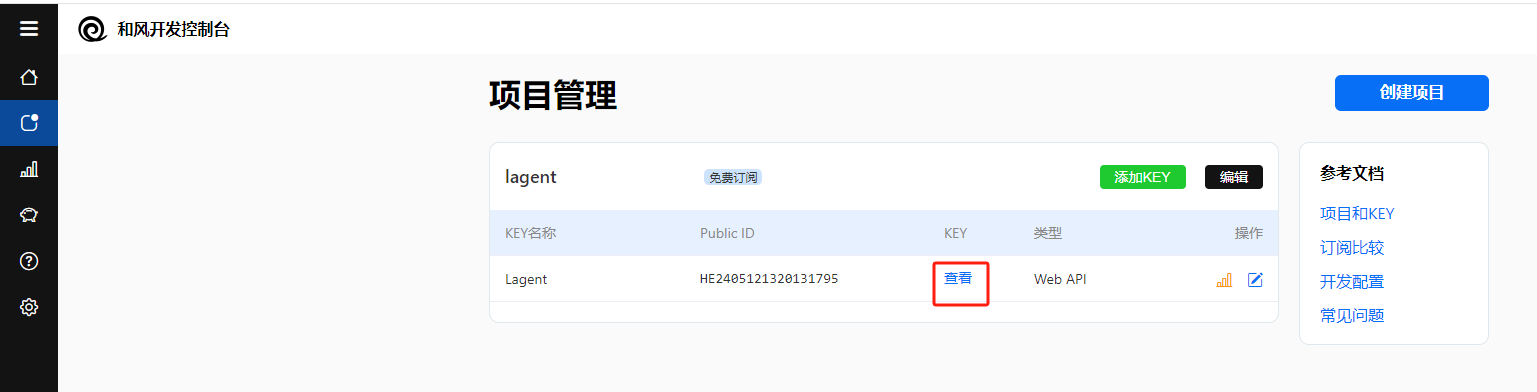 和风开发控制台
项目管理
创建项目
lagent 免费订阅 添加KEY 编辑
KEY名称 Public ID KEY 类型 操作
Lagent HE2405121320131795 查看 Web API
参考文档
项目和KEY
订阅比较
开发配置
常见问题